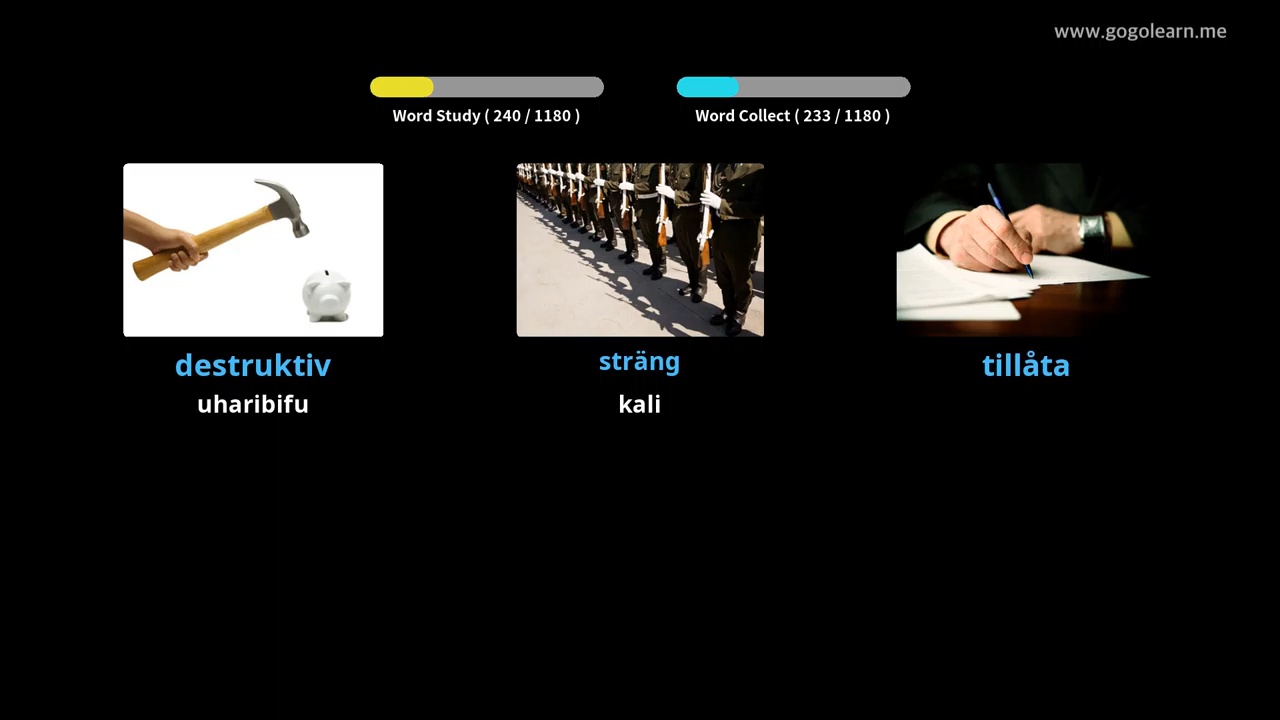 www.gogolearn.me
Word Study ( 240 / 1180 )
Word Collect ( 233 / 1180 )
destruktiv
uharibifu
sträng
kali
tillåta